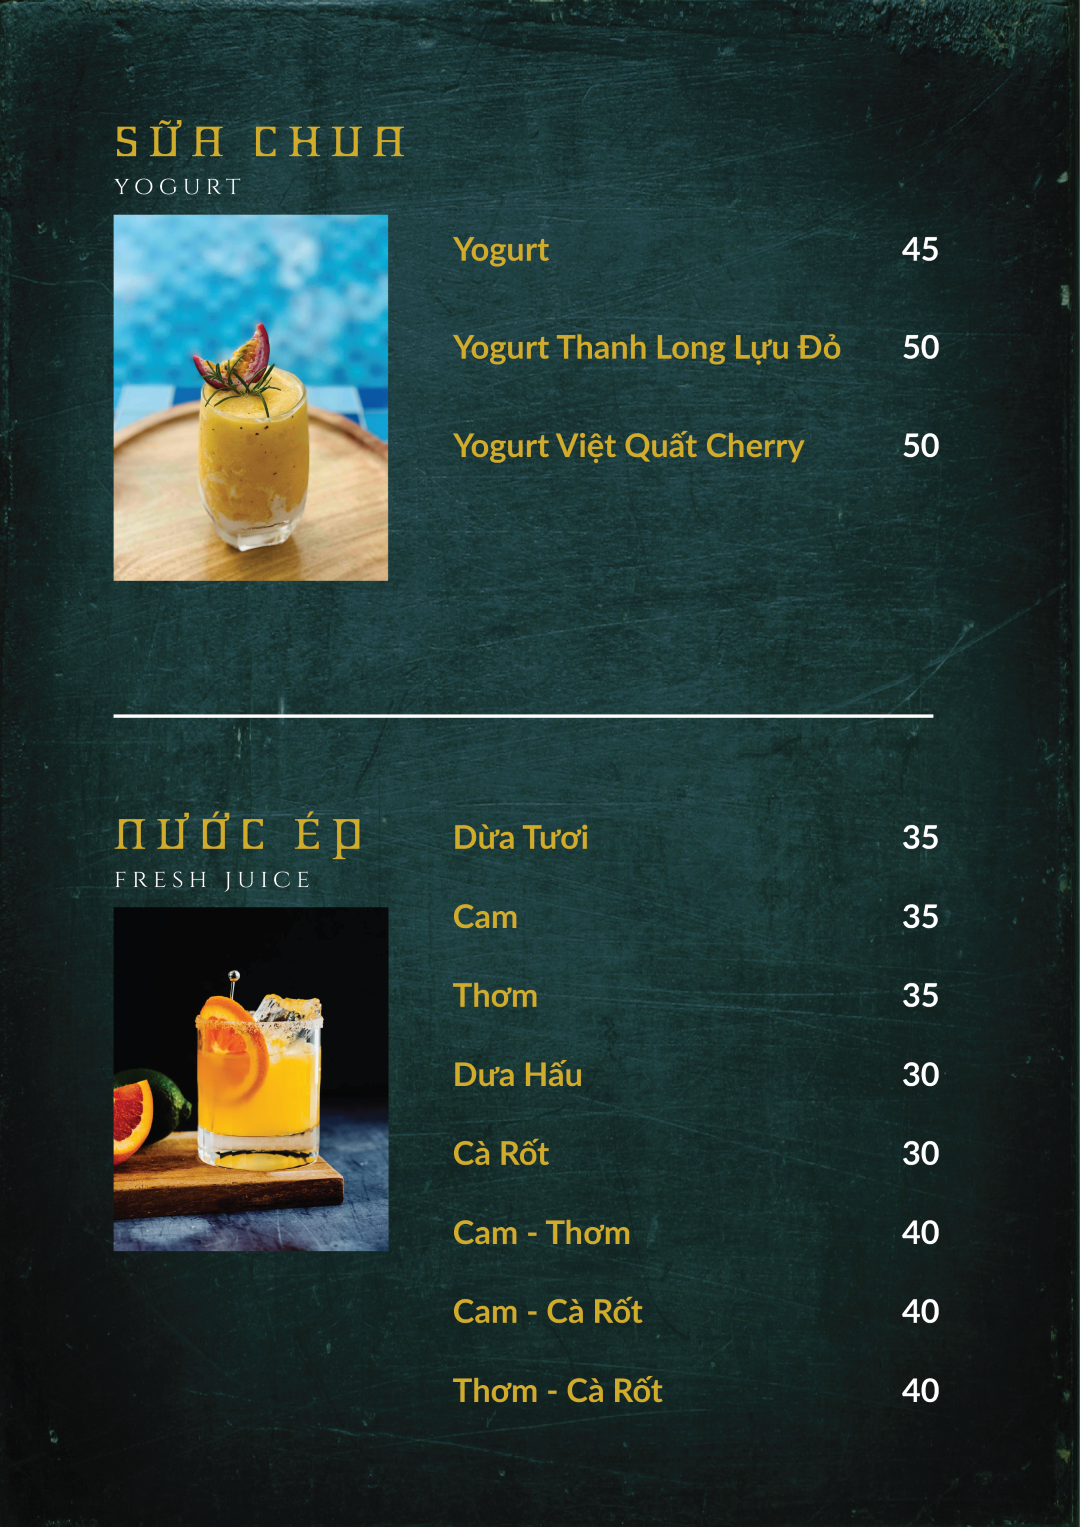 SỮA CHUA
YOGURT
Yogurt 45
Yogurt Thanh Long Lựu Đỏ 50
Yogurt Việt Quất Cherry 50
NƯỚC ÉP
FRESH JUICE
Dừa Tươi 35
Cam 35
Thơm 35
Dưa Hấu 30
Cà Rốt 30
Cam - Thơm 40
Cam - Cà Rốt 40
Thơm - Cà Rốt 40